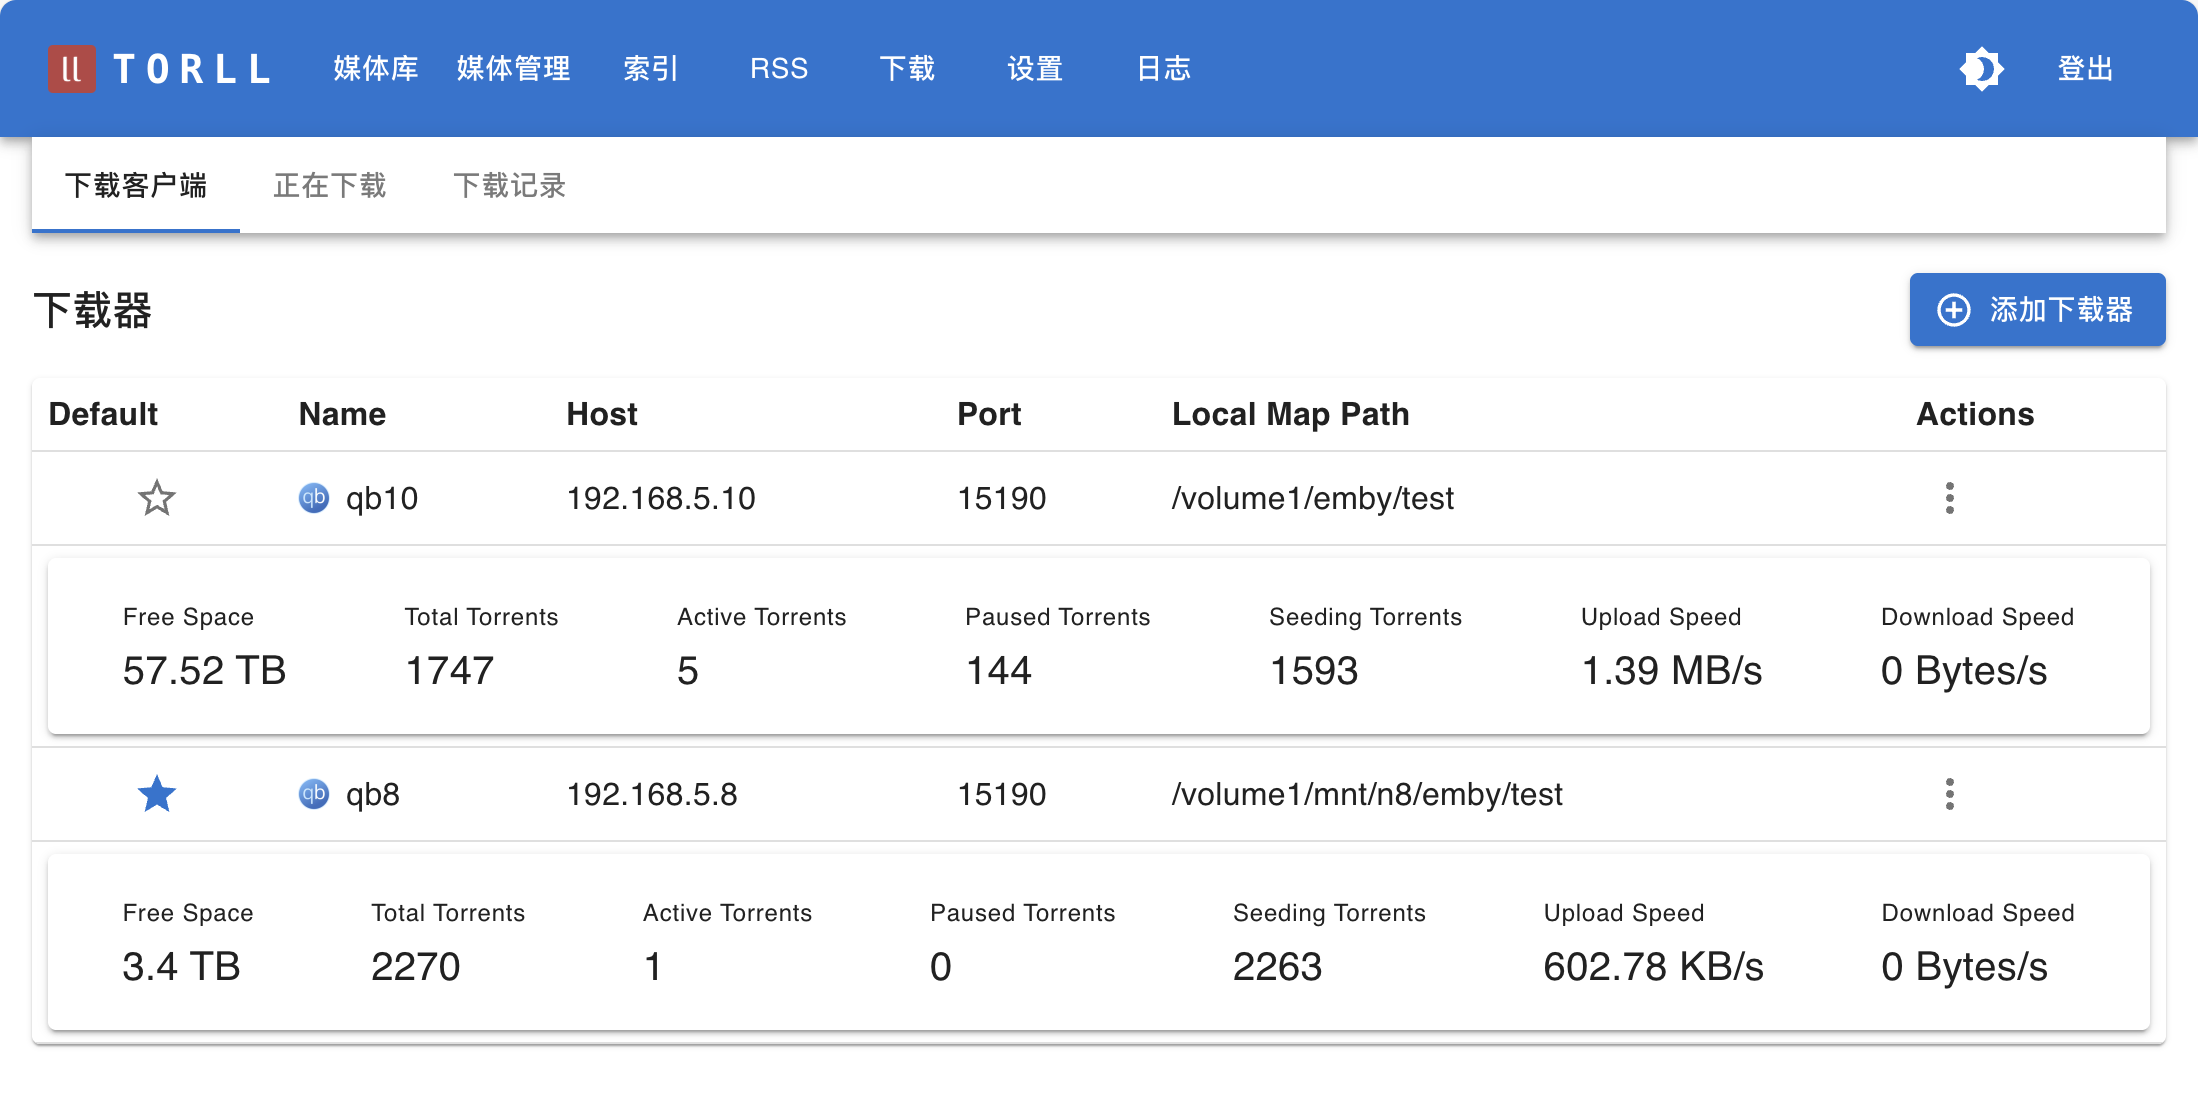 ll TORLL 媒体库 媒体管理 索引 RSS 下载 设置 日志 登出
下载客户端 正在下载 下载记录
下载器 添加下载器
Default Name Host Port Local Map Path Actions
qb qb10 192.168.5.10 15190 /volume1/emby/test
Free Space Total Torrents Active Torrents Paused Torrents Seeding Torrents Upload Speed Download Speed
57.52 TB 1747 5 144 1593 1.39 MB/s 0 Bytes/s
qb qb8 192.168.5.8 15190 /volume1/mnt/n8/emby/test
Free Space Total Torrents Active Torrents Paused Torrents Seeding Torrents Upload Speed Download Speed
3.4 TB 2270 1 0 2263 602.78 KB/s 0 Bytes/s